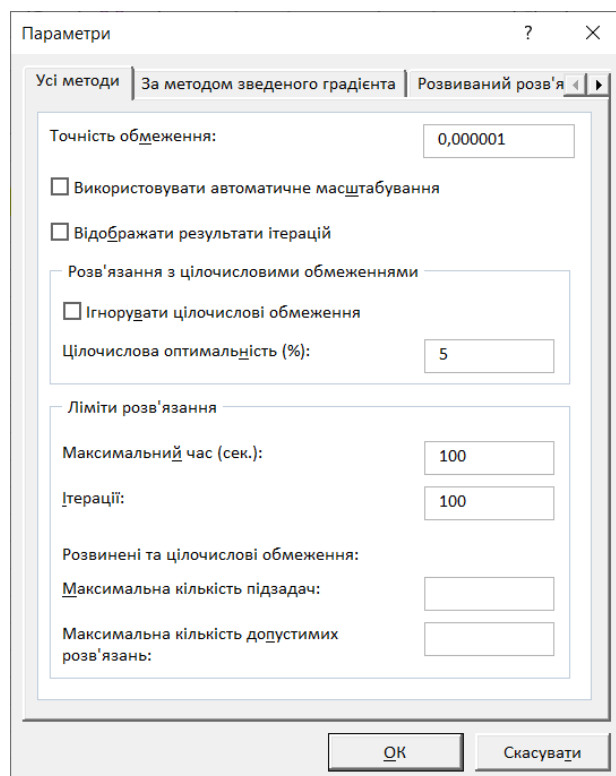 Параметри
?
Усі методи
За методом зведеного градієнта
Розвиваний розв'я
Точність обмеження:
0,000001
Використовувати автоматичне масштабування
Відображати результати ітерацій
Розв'язання з цілочисловими обмеженнями
Ігнорувати цілочислові обмеження
Цілочислова оптимальність (%):
5
Ліміти розв'язання
Максимальний час (сек.):
100
Ітерації:
100
Розвинені та цілочислові обмеження:
Максимальна кількість підзадач:
Максимальна кількість допустимих
розв'язань:
ОК
Скасувати